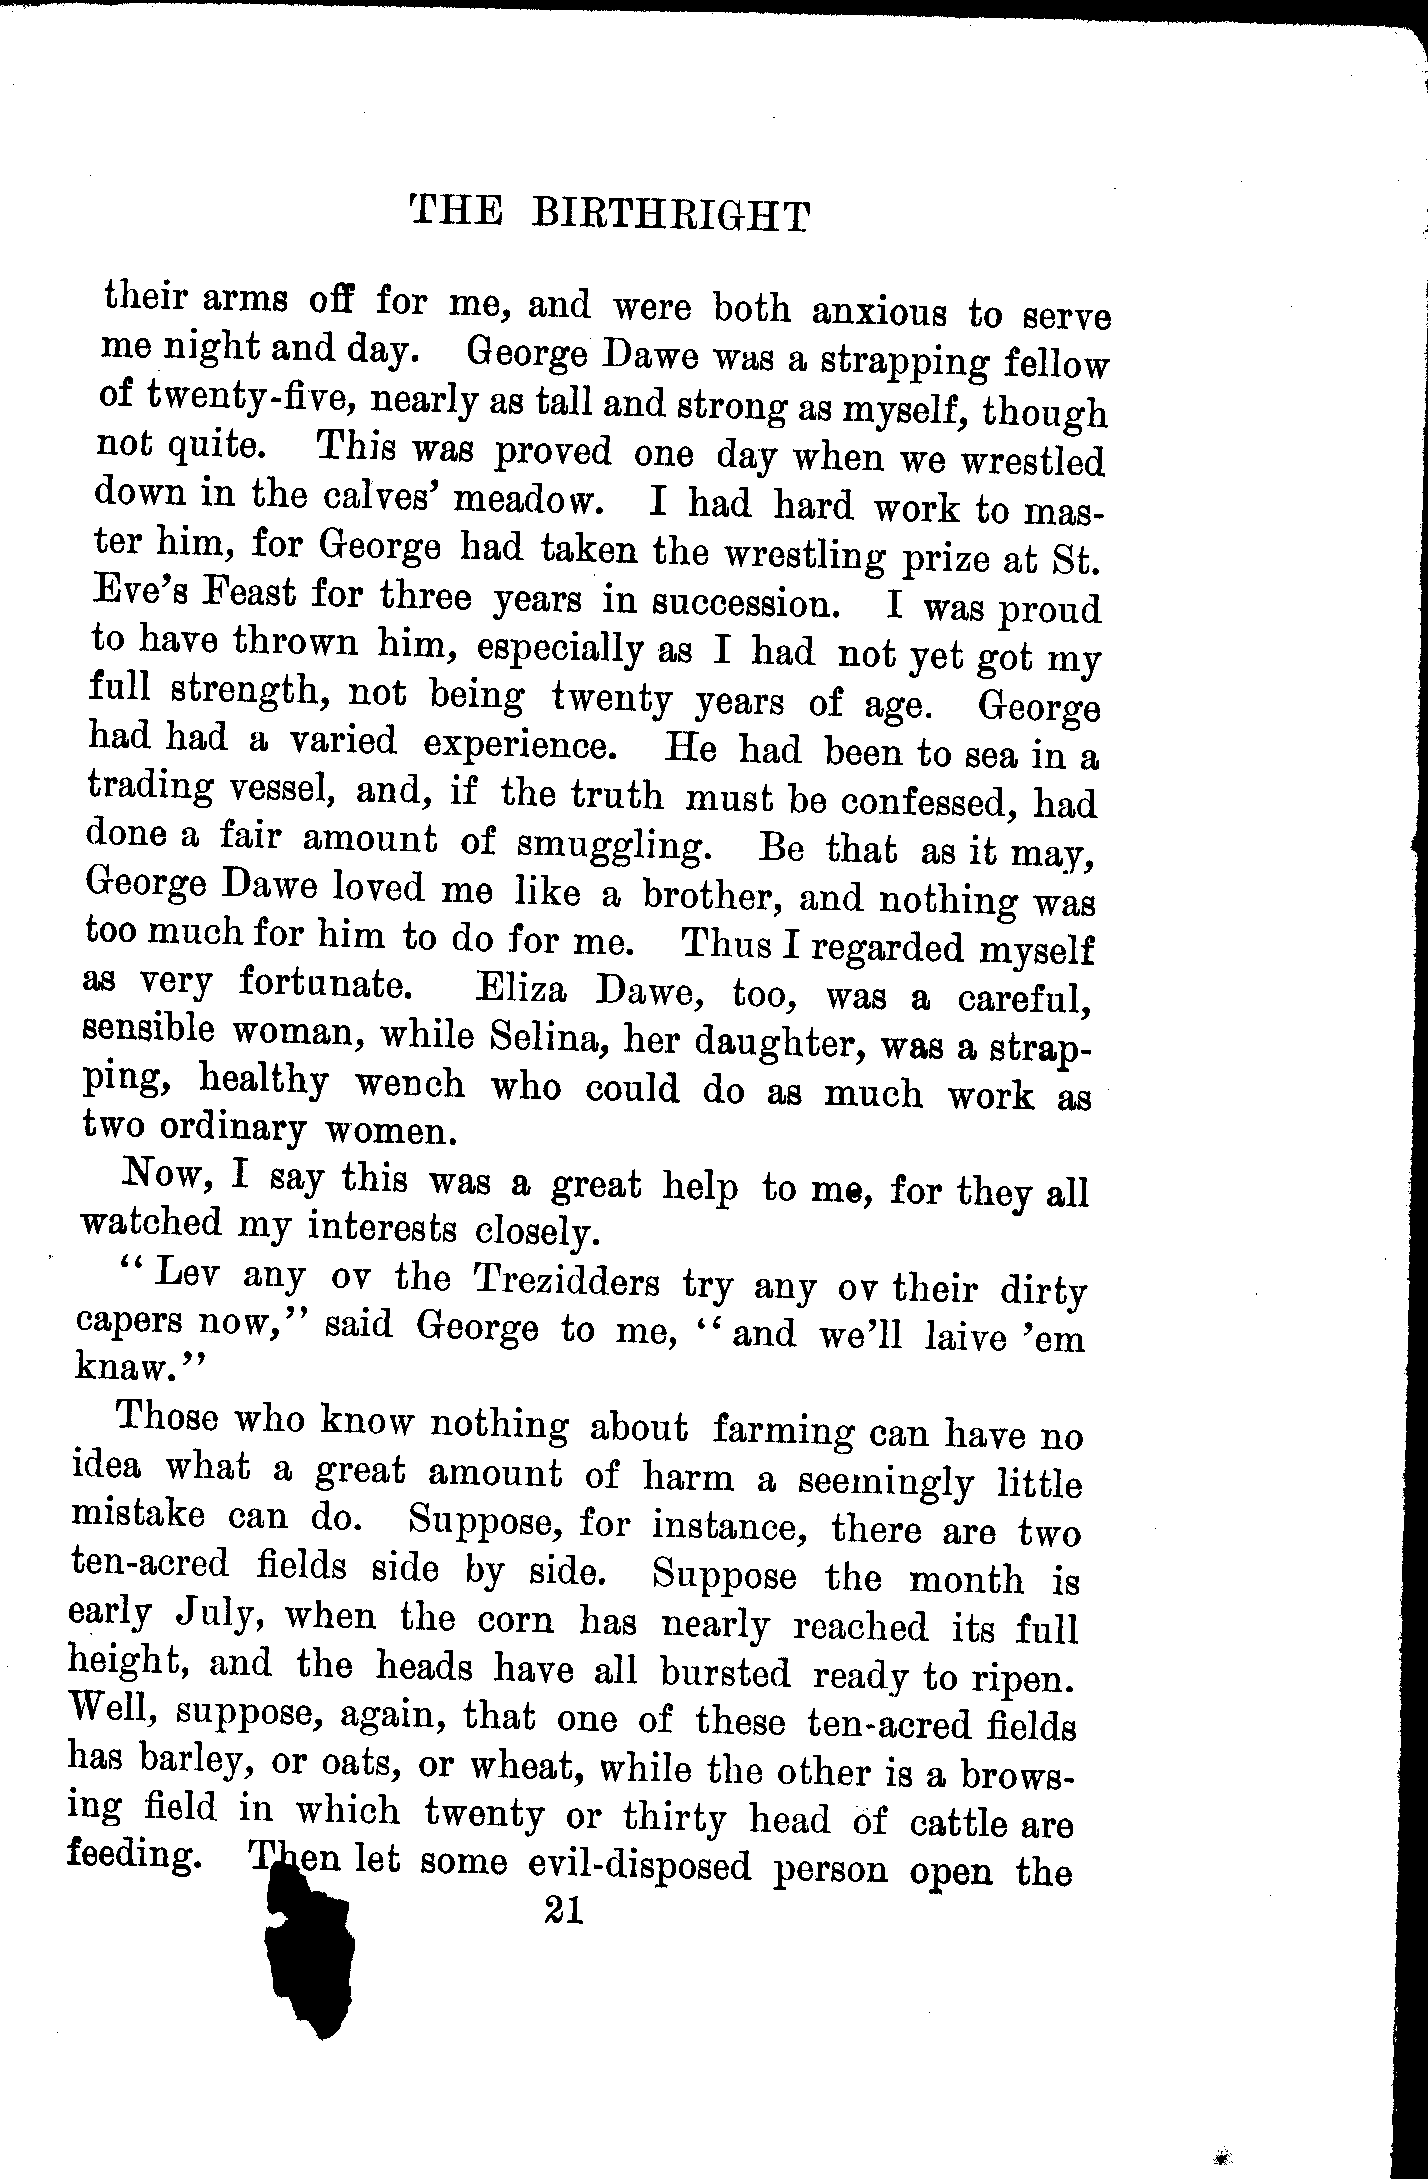 THE BIRTHRIGHT
their arms off for me, and were both anxious to serve
me night and day. George Dawe was a strapping fellow
of twenty-five, nearly as tall and strong as myself, though
not quite. This was proved one day when we wrestled
down in the calves' meadow. I had hard work to mas-
ter him, for George had taken the wrestling prize at St.
Eve's Feast for three years in succession. I was proud
to have thrown him, especially as I had not yet got my
full strength, not being twenty years of age. George
had had a varied experience. He had been to sea in a
trading vessel, and, if the truth must be confessed, had
done a fair amount of smuggling. Be that as it may,
George Dawe loved me like a brother, and nothing was
too much for him to do for me. Thus I regarded myself
as very fortunate. Eliza Dawe, too, was a careful,
sensible woman, while Selina, her daughter, was a strap-
ping, healthy wench who could do as much work as
two ordinary women.
Now, I say this was a great help to me, for they all
watched my interests closely.
"Lev any ov the Trezidders try any ov their dirty
capers now," said George to me, "and we'll laive 'em
knaw."
Those who know nothing about farming can have no
idea what a great amount of harm a seemingly little
mistake can do. Suppose, for instance, there are two
ten-acred fields side by side. Suppose the month is
early July, when the corn has nearly reached its full
height, and the heads have all bursted ready to ripen.
Well, suppose, again, that one of these ten-acred fields
has barley, or oats, or wheat, while the other is a brows-
ing field in which twenty or thirty head of cattle are
feeding. Then let some evil-disposed person open the
21